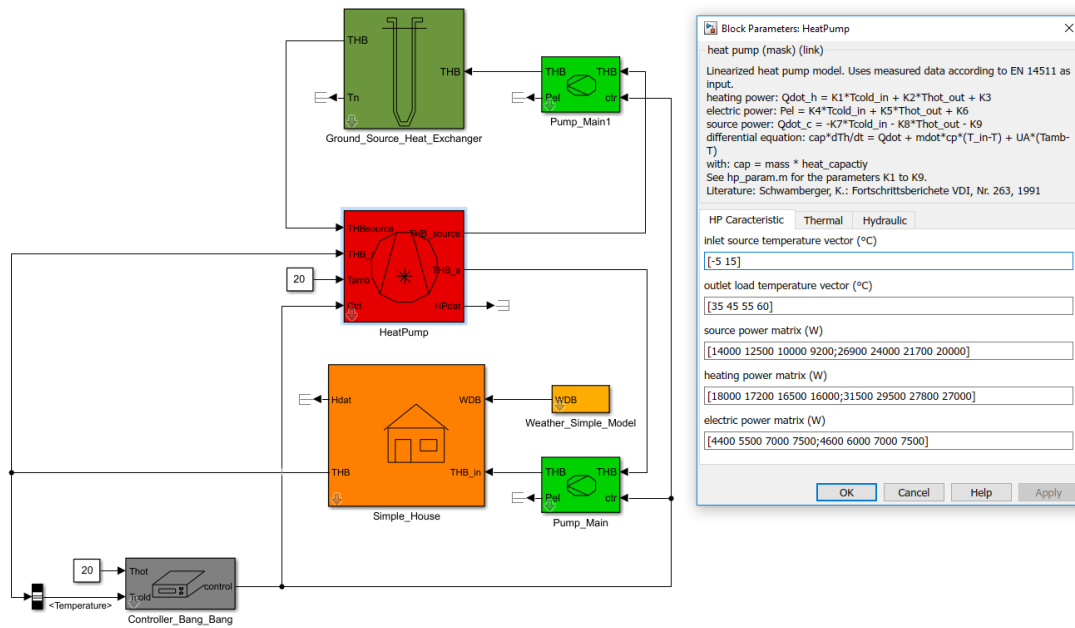 THB
THB
Tn
Ground_Source_Heat_Exchanger
THB
THB
Pel
ctr
Pump_Main1
THBsource
THB_source
THB_
THB_s
20
Tamb
Ctrl
HPdat
HeatPump
Hdat
WDB
WDB
Weather_Simple_Model
THB
THB_in
Simple_House
THB
THB
Pel
ctr
Pump_Main
20
Thot
control
Tcold
<Temperature>
Controller_Bang_Bang
Block Parameters: HeatPump
heat pump (mask) (link)
Linearized heat pump model. Uses measured data according to EN 14511 as
input.
heating power: Qdot_h = K1*Tcold_in + K2*Thot_out + K3
electric power: Pel = K4*Tcold_in + K5*Thot_out + K6
source power: Qdot_c = -K7*Tcold_in - K8*Thot_out - K9
differential equation: cap*dTh/dt = Qdot + mdot*cp*(T_in-T) + UA*(Tamb-
T)
with: cap = mass * heat_capactiy
See hp_param.m for the parameters K1 to K9.
Literature: Schwamberger, K.: Fortschrittsberichete VDI, Nr. 263, 1991
HP Caracteristic Thermal Hydraulic
inlet source temperature vector (ºC)
[-5 15]
outlet load temperature vector (ºC)
[35 45 55 60]
source power matrix (W)
[14000 12500 10000 9200;26900 24000 21700 20000]
heating power matrix (W)
[18000 17200 16500 16000;31500 29500 27800 27000]
electric power matrix (W)
[4400 5500 7000 7500;4600 6000 7000 7500]
OK Cancel Help Apply